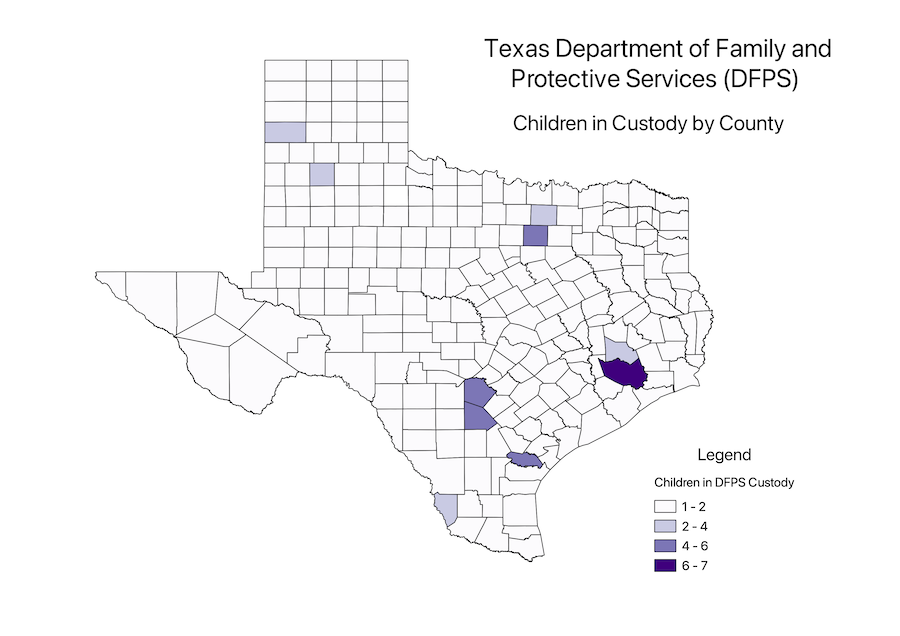 Texas Department of Family and
Protective Services (DFPS)
Children in Custody by County
Legend
Children in DFPS Custody
1 - 2
2 - 4
4 - 6
6 - 7